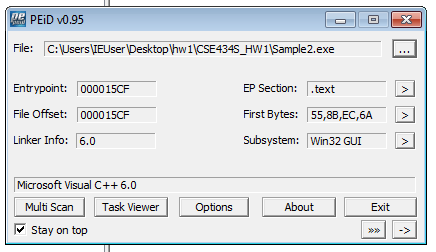 PEiD v0.95
File: C:\Users\IEUser\Desktop\hw1\CSE434S_HW1\Sample2.exe ...
Entrypoint: 000015CF EP Section: .text >
File Offset: 000015CF First Bytes: 55,8B,EC,6A >
Linker Info: 6.0 Subsystem: Win32 GUI >
Microsoft Visual C++ 6.0
Multi Scan Task Viewer Options About Exit
Stay on top »» ->